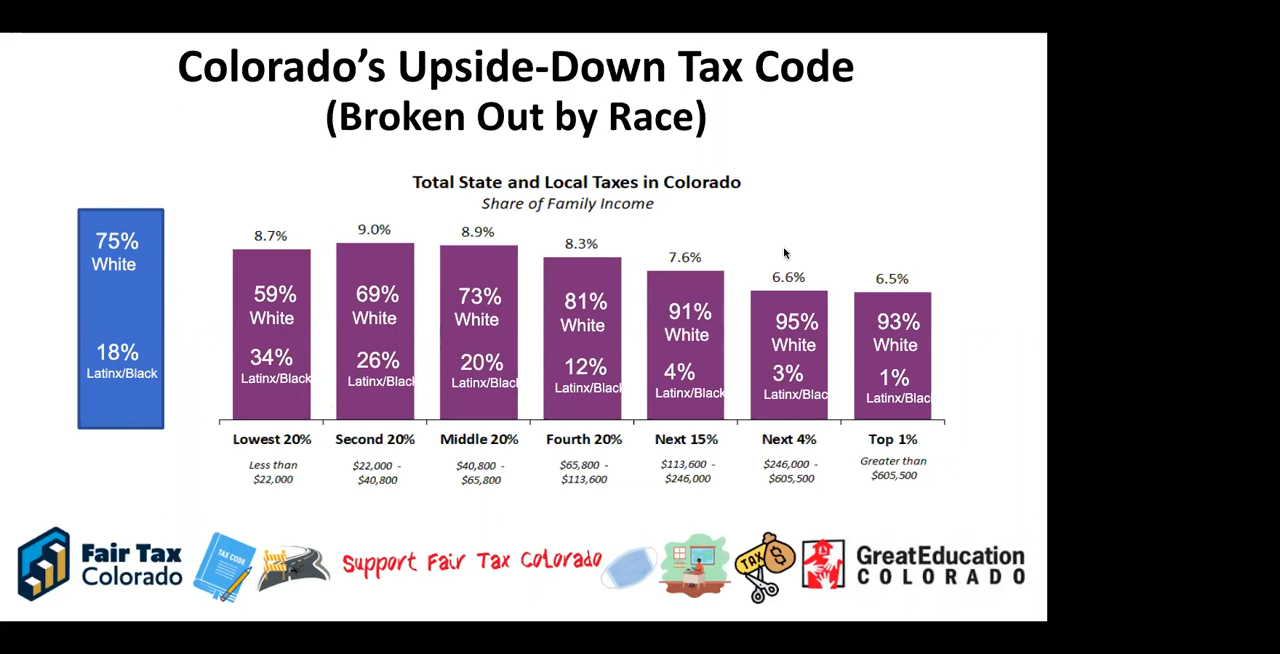 Colorado's Upside-Down Tax Code
(Broken Out by Race)
Total State and Local Taxes in Colorado
Share of Family Income
75%
White
18%
Latinx/Black
8.7%
59%
White
34%
Latinx/Black
9.0%
69%
White
26%
Latinx/Black
8.9%
73%
White
20%
Latinx/Black
8.3%
81%
White
12%
Latinx/Black
7.6%
91%
White
4%
Latinx/Black
6.6%
95%
White
3%
Latinx/Blac
6.5%
93%
White
1%
Latinx/Blac
Lowest 20%
Less than
$22,000
Second 20%
$22,000 -
$40,800
Middle 20%
$40,800 -
$65,800
Fourth 20%
$65,800 -
$113,600
Next 15%
$113,600 -
$246,000
Next 4%
$246,000 -
$605,500
Top 1%
Greater than
$605,500
Fair Tax
Colorado
TAX CODE
Support Fair Tax Colorado
TAX
$
GreatEducation
COLORADO